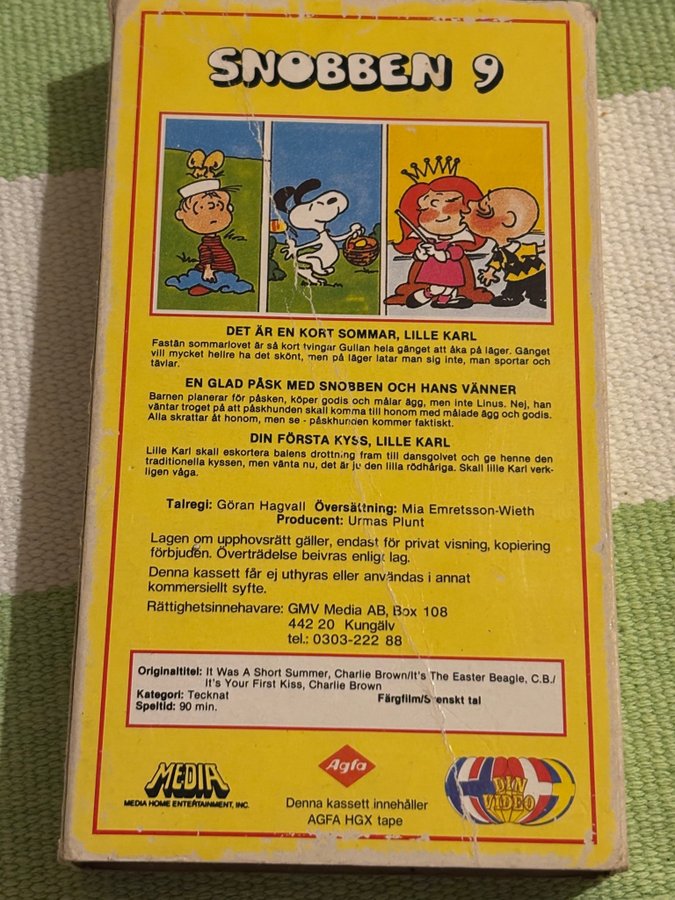 SNOBBEN 9
DET ÄR EN KORT SOMMAR, LILLE KARL
Fastän sommarlovet är så kort tvingar Gullan hela gänget att åka på läger. Gänget
vill mycket hellre ha det skönt, men på läger latar man sig inte, man sportar och
tävlar.
EN GLAD PÅSK MED SNOBBEN OCH HANS VÄNNER
Barnen planerar för påsken, köper godis och målar ägg, men inte Linus. Nej, han
väntar troget på att påskhunden skall komma till honom med målade ägg och godis.
Alla skrattar åt honom, men se - påskhunden kommer faktiskt.
DIN FÖRSTA KYSS, LILLE KARL
Lille Karl skall eskortera balens drottning fram till dansgolvet och ge henne den
traditionella kyssen, men vänta nu, det är ju den lilla rödhåriga. Skall lille Karl verk-
ligen våga.
Talregi: Göran Hagvall Översättning: Mia Emretsson-Wieth
Producent: Urmas Plunt
Lagen om upphovsrätt gäller, endast för privat visning, kopiering
förbjuden. Överträdelse beivras enligt lag.
Denna kassett får ej uthyras eller användas i annat
kommersiellt syfte.
Rättighetsinnehavare: GMV Media AB, Box 108
442 20 Kungälv
tel.: 0303-222 88
Originaltitel: It Was A Short Summer, Charlie Brown/It's The Easter Beagle, C.B./
It's Your First Kiss, Charlie Brown
Kategori: Tecknat Färgfilm/Svenskt tal
Speltid: 90 min.
MEDIA
MEDIA HOME ENTERTAINMENT, INC.
Agfa
Denna kassett innehåller
AGFA HGX tape
DIN
VIDEO